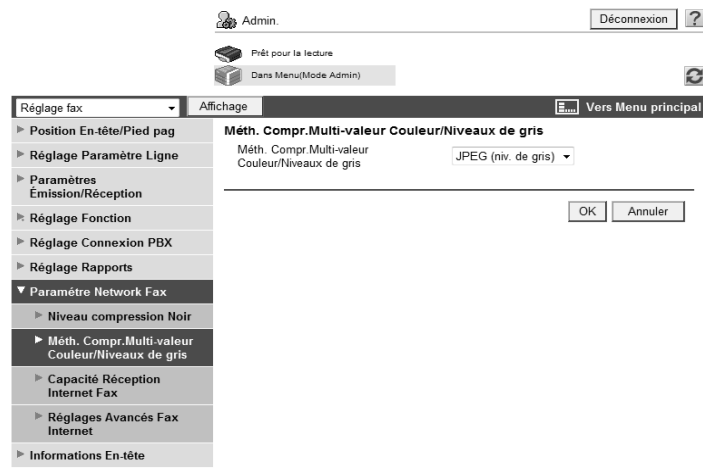 Admin.
Déconnexion
?
Prêt pour la lecture
Dans Menu(Mode Admin)
Réglage fax
Affichage
Vers Menu principal
Position En-tête/Pied pag
Réglage Paramètre Ligne
Paramètres
Émission/Réception
Réglage Fonction
Réglage Connexion PBX
Réglage Rapports
Paramétre Network Fax
Niveau compression Noir
Méth. Compr.Multi-valeur
Couleur/Niveaux de gris
Capacité Réception
Internet Fax
Réglages Avancés Fax
Internet
Informations En-tête
Méth. Compr.Multi-valeur Couleur/Niveaux de gris
Méth. Compr.Multi-valeur
Couleur/Niveaux de gris
JPEG (niv. de gris)
OK
Annuler